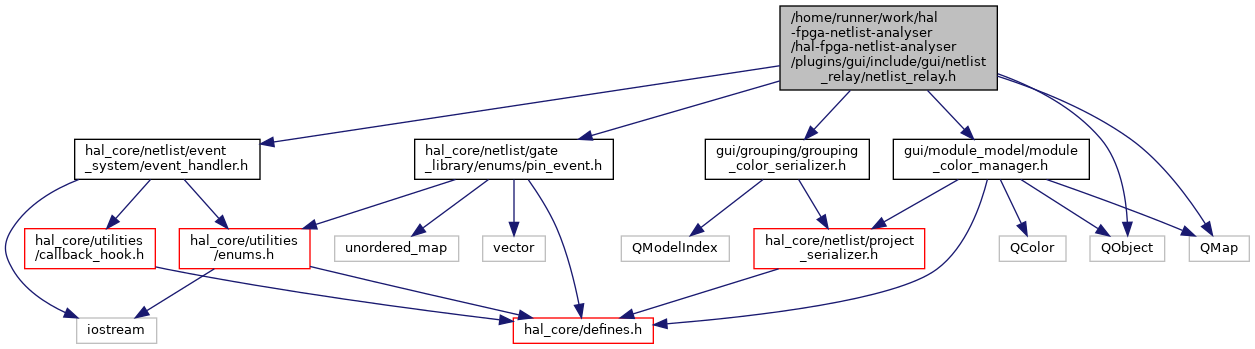 /home/runner/work/hal
-fpga-netlist-analyser
/hal-fpga-netlist-analyser
/plugins/gui/include/gui/netlist
_relay/netlist_relay.h
hal_core/netlist/event
_system/event_handler.h
hal_core/netlist/gate
_library/enums/pin_event.h
gui/grouping/grouping
_color_serializer.h
gui/module_model/module
_color_manager.h
hal_core/utilities
/callback_hook.h
hal_core/utilities
/enums.h
unordered_map
vector
QModelIndex
hal_core/netlist/project
_serializer.h
QColor
QObject
QMap
iostream
hal_core/defines.h